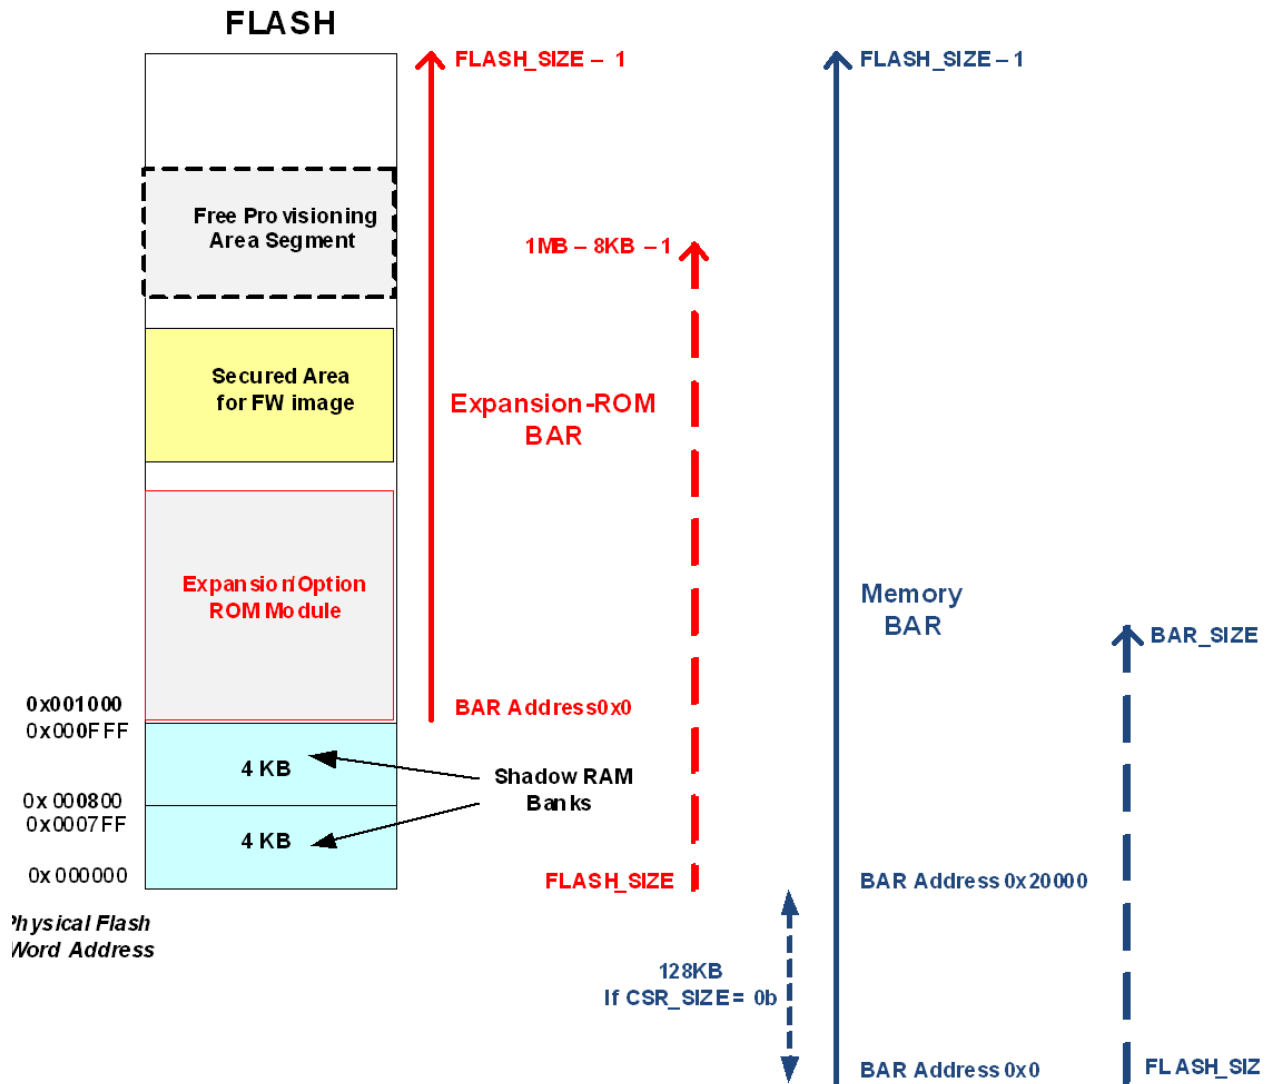 FLASH
FLASH_SIZE – 1
FLASH_SIZE – 1
Free Provisioning
Area Segment
1MB – 8KB – 1
Secured Area
for FW image
Expansion-ROM
BAR
Expansion/Option
ROM Module
Memory
BAR
BAR_SIZE
0x001000
0x000FFF
BAR Address 0x0
4 KB
Shadow RAM
Banks
0x000800
0x0007FF
4 KB
0x000000
FLASH_SIZE
BAR Address 0x20000
Physical Flash
Word Address
128KB
If CSR_SIZE = 0b
BAR Address 0x0
FLASH_SIZ